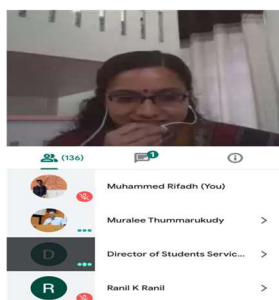 (136)
1
Muhammed Rifadh (You)
Muralee Thummarukudy
D
Director of Students Servic...
R
Ranil K Ranil